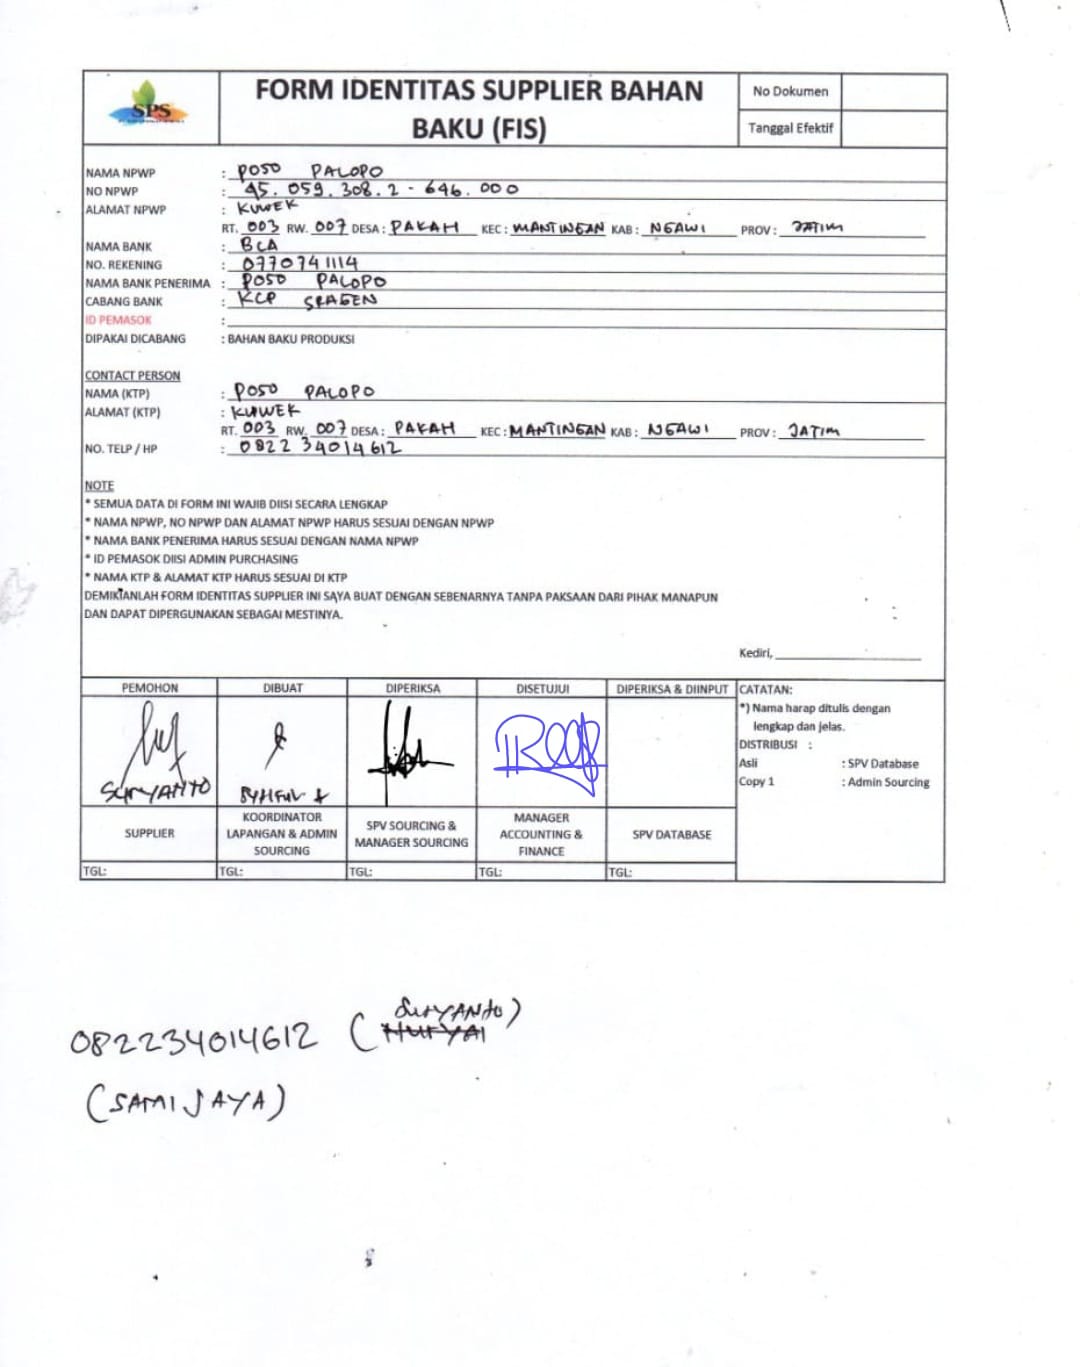 SPS
FORM IDENTITAS SUPPLIER BAHAN
BAKU (FIS)
No Dokumen
Tanggal Efektif
NAMA NPWP : POSO PALOPO
NO NPWP : 95.059.308.2-646.000
ALAMAT NPWP : KUWEK
RT. 003 RW. 007 DESA : PAKAH KEC : MANTINGAN KAB : NGAWI PROV : JATIM
NAMA BANK : BCA
NO. REKENING : 0770741114
NAMA BANK PENERIMA : POSO PALOPO
CABANG BANK : KCP SRAGEN
ID PEMASOK :
DIPAKAI DICABANG : BAHAN BAKU PRODUKSI
CONTACT PERSON
NAMA (KTP) : POSO PALOPO
ALAMAT (KTP) : KUWEK
RT. 003 RW. 007 DESA : PAKAH KEC : MANTINGAN KAB : NGAWI PROV : JATIM
NO. TELP / HP : 0822 34014612
NOTE
* SEMUA DATA DI FORM INI WAJIB DIISI SECARA LENGKAP
* NAMA NPWP, NO NPWP DAN ALAMAT NPWP HARUS SESUAI DENGAN NPWP
* NAMA BANK PENERIMA HARUS SESUAI DENGAN NAMA NPWP
* ID PEMASOK DIISI ADMIN PURCHASING
* NAMA KTP & ALAMAT KTP HARUS SESUAI DI KTP
DEMIKIANLAH FORM IDENTITAS SUPPLIER INI SAYA BUAT DENGAN SEBENARNYA TANPA PAKSAAN DARI PIHAK MANAPUN
DAN DAPAT DIPERGUNAKAN SEBAGAI MESTINYA.
Kediri,
PEMOHON DIBUAT DIPERIKSA DISETUJUI DIPERIKSA & DIINPUT CATATAN:
*) Nama harap ditulis dengan
lengkap dan jelas.
DISTRIBUSI :
Asli : SPV Database
Copy 1 : Admin Sourcing
SURYANTO
SUPPLIER
KOORDINATOR
LAPANGAN & ADMIN
SOURCING
SPV SOURCING &
MANAGER SOURCING
MANAGER
ACCOUNTING &
FINANCE
SPV DATABASE
TGL: TGL: TGL: TGL: TGL:
082234014612 (SURYANTO)
(SAMIJAYA)